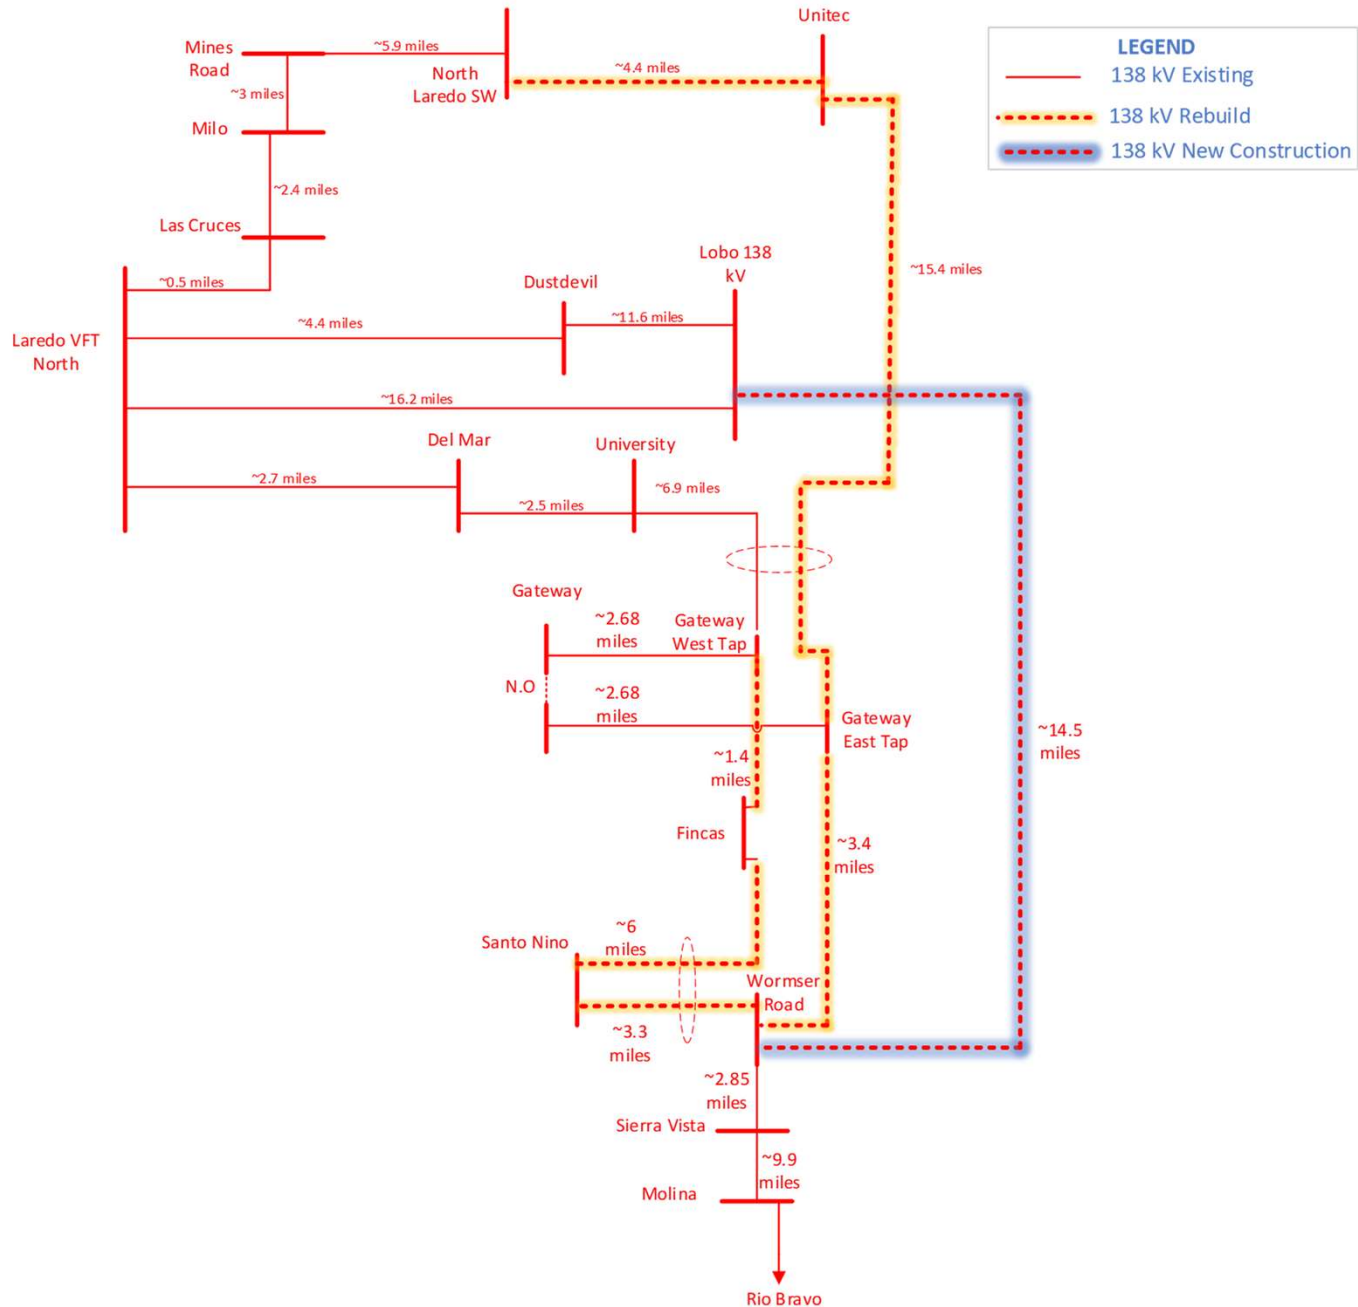 Unitec
LEGEND
138 kV Existing
138 kV Rebuild
138 kV New Construction
Mines
Road
~5.9 miles
North
Laredo SW
~4.4 miles
~3 miles
Milo
~2.4 miles
Las Cruces
~0.5 miles
Lobo 138
kV
Dustdevil
~15.4 miles
~11.6 miles
~4.4 miles
Laredo VFT
North
~16.2 miles
Del Mar
University
~2.7 miles
~6.9 miles
~2.5 miles
Gateway
~2.68
miles
Gateway
West Tap
N.O
~2.68
miles
Gateway
East Tap
~14.5
miles
~1.4
miles
Fincas
~3.4
miles
Santo Nino
~6
miles
Wormser
Road
~3.3
miles
~2.85
miles
Sierra Vista
~9.9
miles
Molina
Rio Bravo